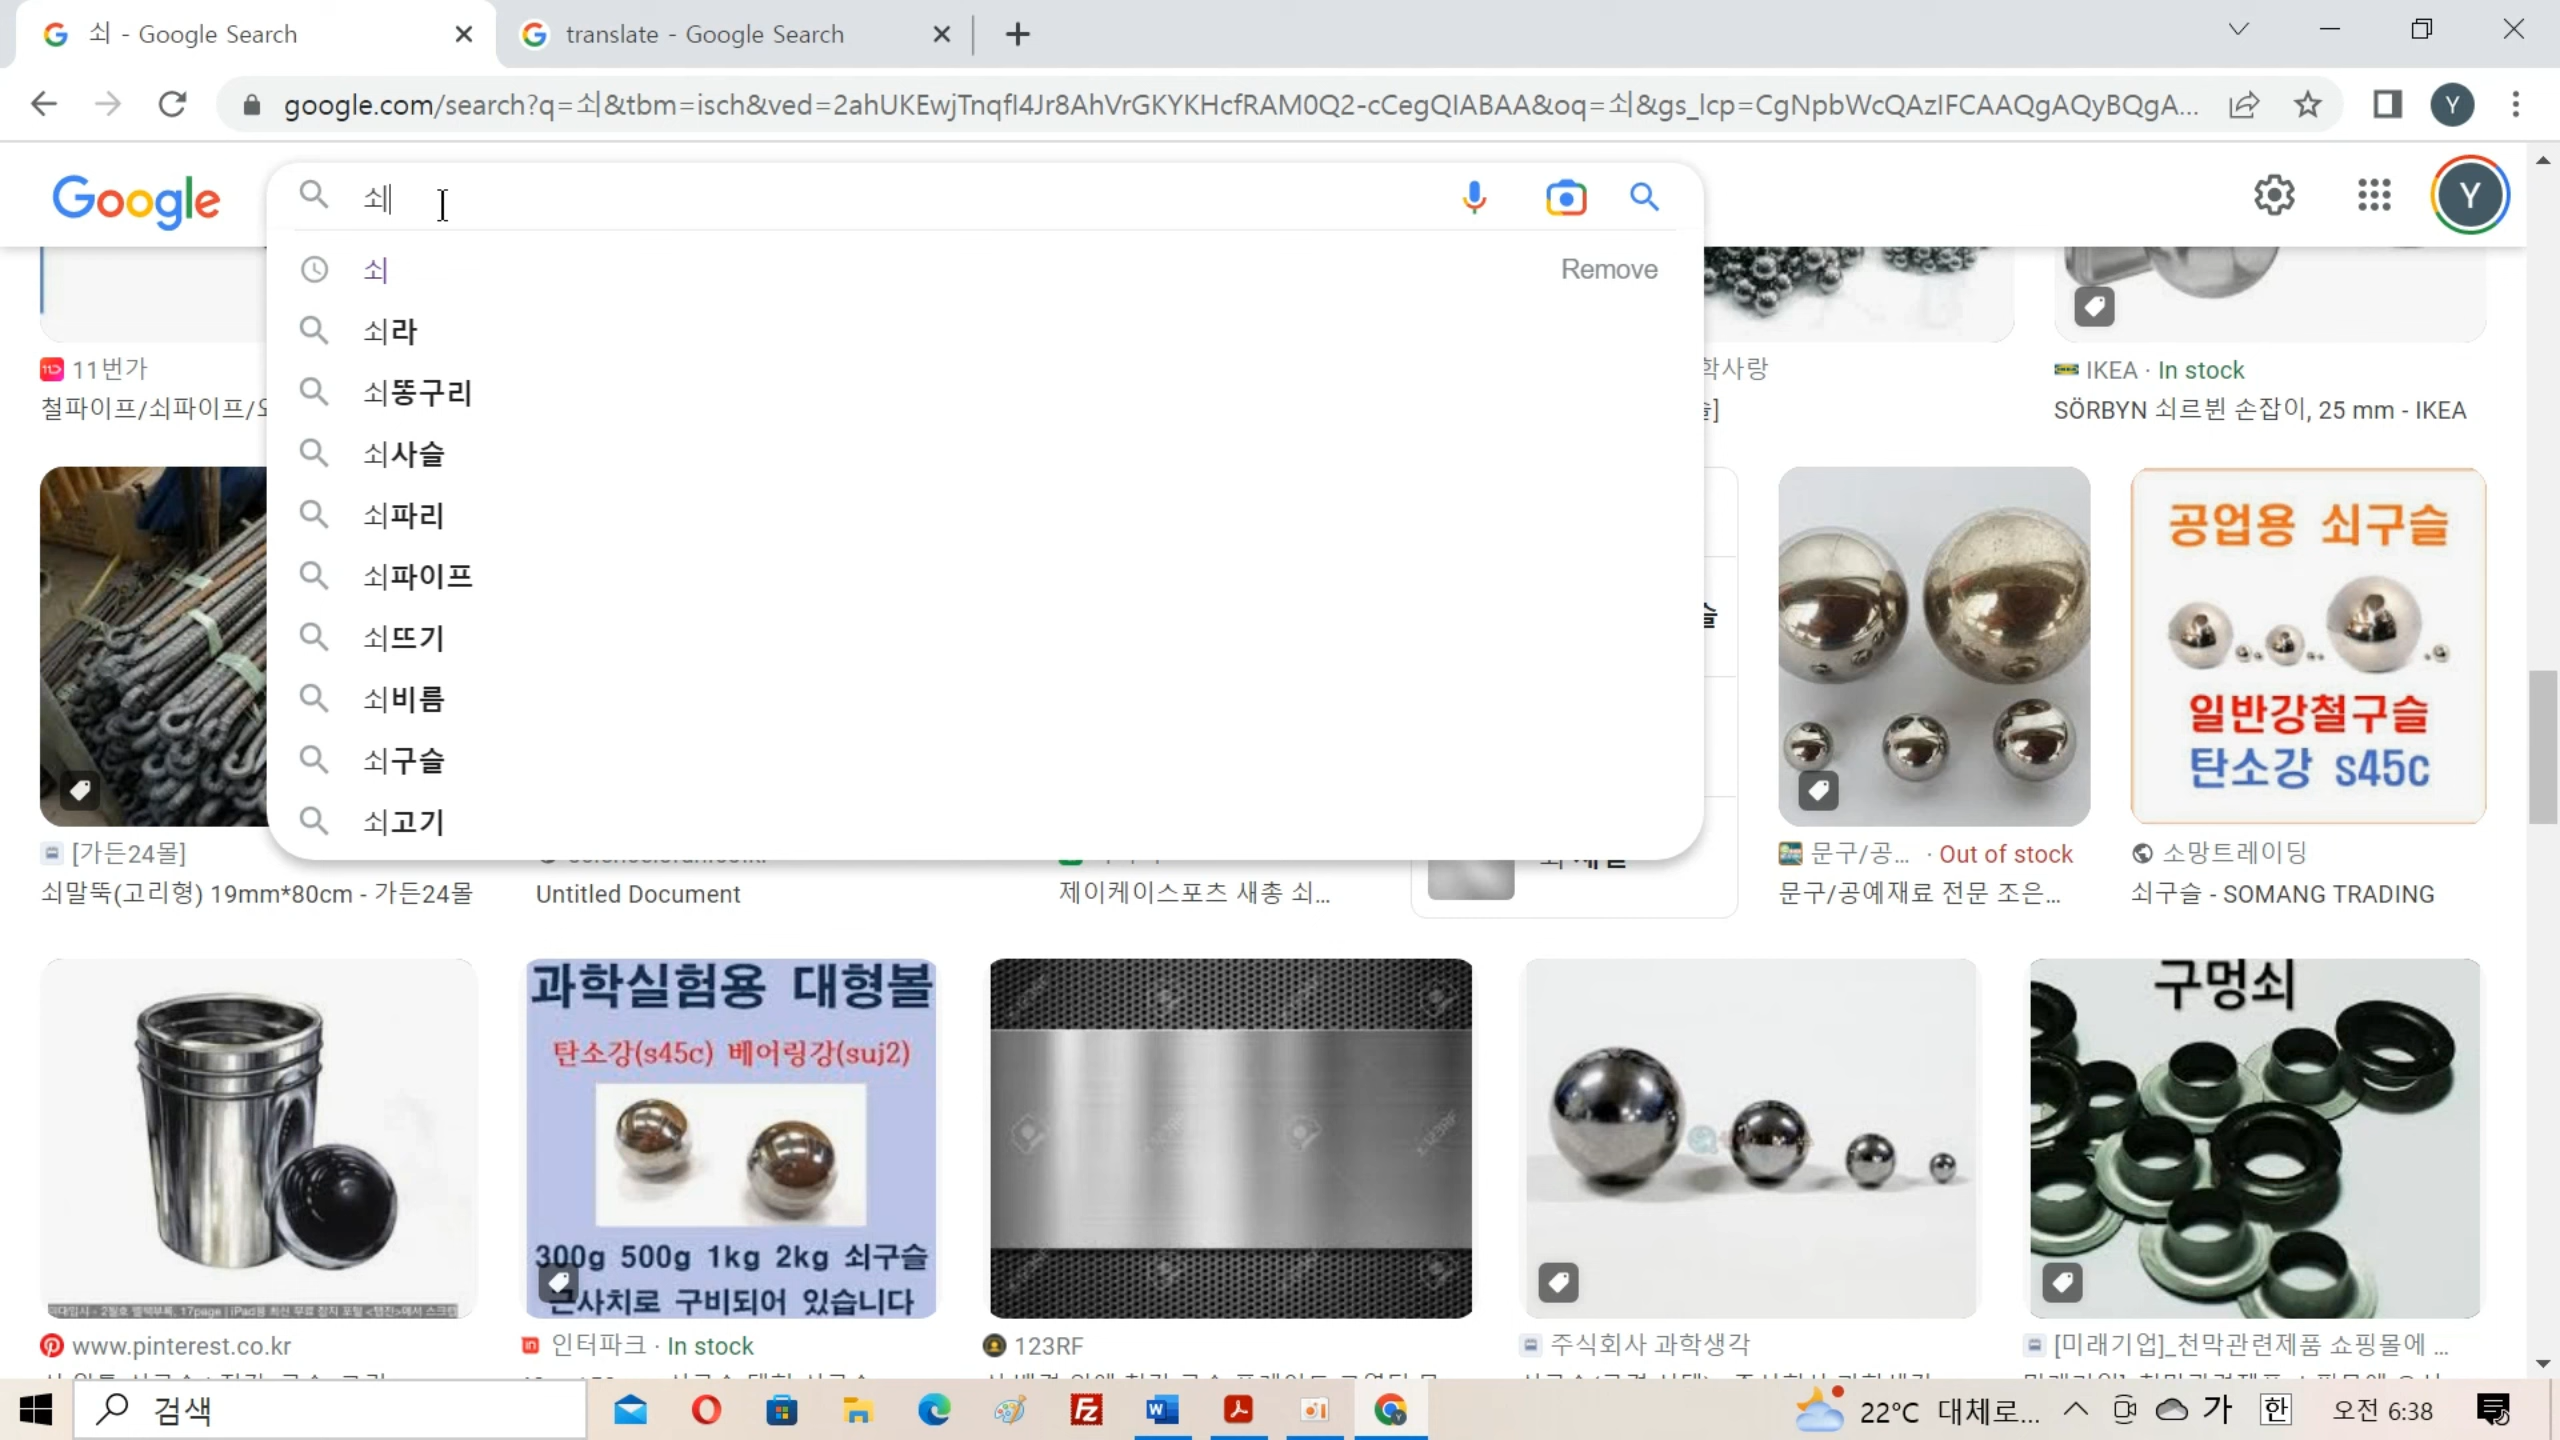 쇠 - Google Search
translate - Google Search
google.com/search?q=쇠&tbm=isch&ved=2ahUKEwjTnqfI4Jr8AhVrGKYKHcfRAM0Q2-cCegQIABAA&oq=쇠&gs_lcp=CgNpbWcQAzIFCAAQgAQyBQgA...
Y
Google
쇠
Y
쇠
Remove
쇠라
쇠똥구리
쇠사슬
쇠파리
쇠파이프
쇠뜨기
쇠비름
쇠구슬
쇠고기
11번가
철파이프/쇠파이프/
학사랑
IKEA · In stock
SÖRBYN 쇠르뷘 손잡이, 25 mm - IKEA
공업용 쇠구슬
일반강철구슬
탄소강 s45c
[가든24몰]
쇠말뚝(고리형) 19mm*80cm - 가든24몰
Untitled Document
제이케이스포츠 새총 쇠...
문구/공... · Out of stock
문구/공예재료 전문 조은...
소망트레이딩
쇠구슬 - SOMANG TRADING
과학실험용 대형볼
탄소강(s45c) 베어링강(suj2)
300g 500g 1kg 2kg 쇠구슬
근사치로 구비되어 있습니다
123RF
구멍쇠
www.pinterest.co.kr
인터파크 · In stock
123RF
주식회사 과학생각
[미래기업]_천막관련제품 쇼핑몰에 ...
검색
22°C 대체로...
가
한
오전 6:38